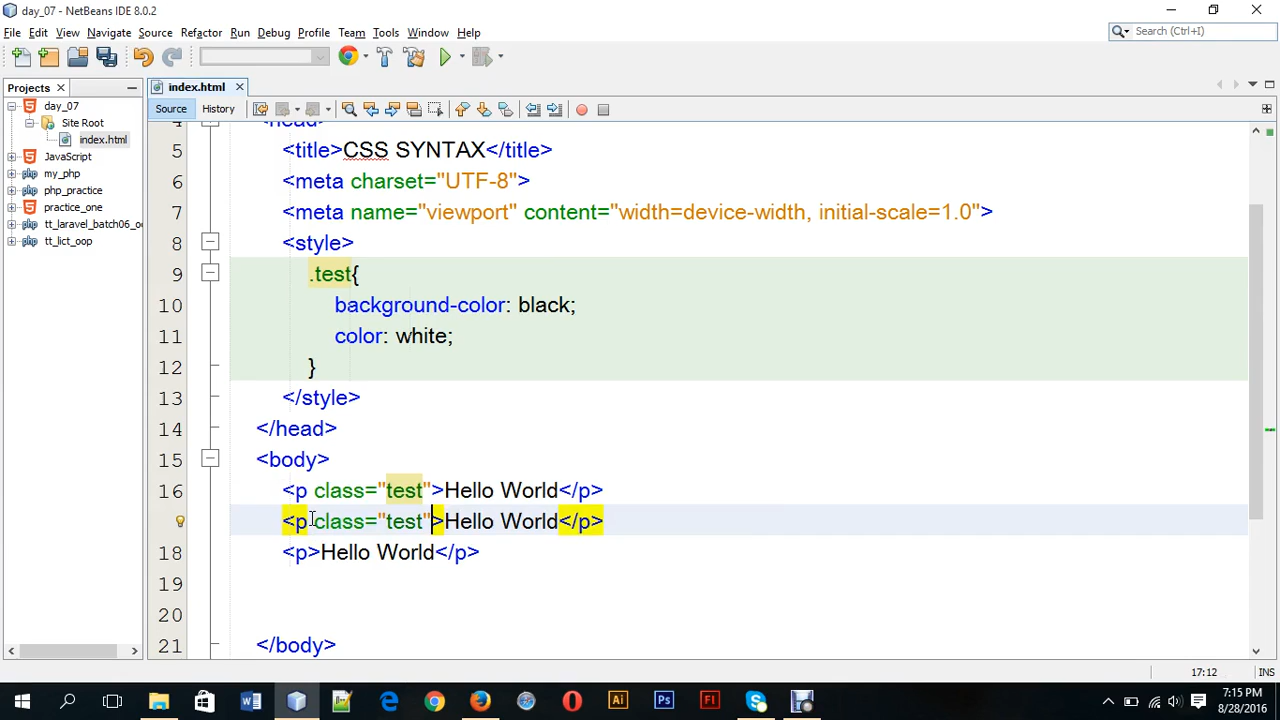 day_07 - NetBeans IDE 8.0.2
File Edit View Navigate Source Refactor Run Debug Profile Team Tools Window Help
Search (Ctrl+I)
Projects
index.html
day_07
Source History
Site Root
index.html
JavaScript
my_php
php_practice
practice_one
tt_laravel_batch06_o
tt_lict_oop
4 <head>
5 <title>CSS SYNTAX</title>
6 <meta charset="UTF-8">
7 <meta name="viewport" content="width=device-width, initial-scale=1.0">
8 <style>
9 .test{
10 background-color: black;
11 color: white;
12 }
13 </style>
14 </head>
15 <body>
16 <p class="test">Hello World</p>
<p class="test">Hello World</p>
18 <p>Hello World</p>
19
20
21 </body>
17:12 INS
7:15 PM
8/28/2016